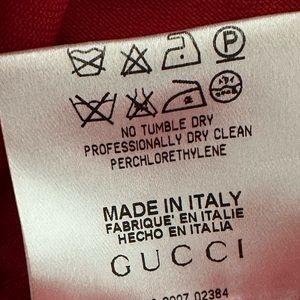 P
NO TUMBLE DRY
PROFESSIONALLY DRY CLEAN
PERCHLORETHYLENE
MADE IN ITALY
FABRIQUE' EN ITALIE
HECHO EN ITALIA
GUCCI